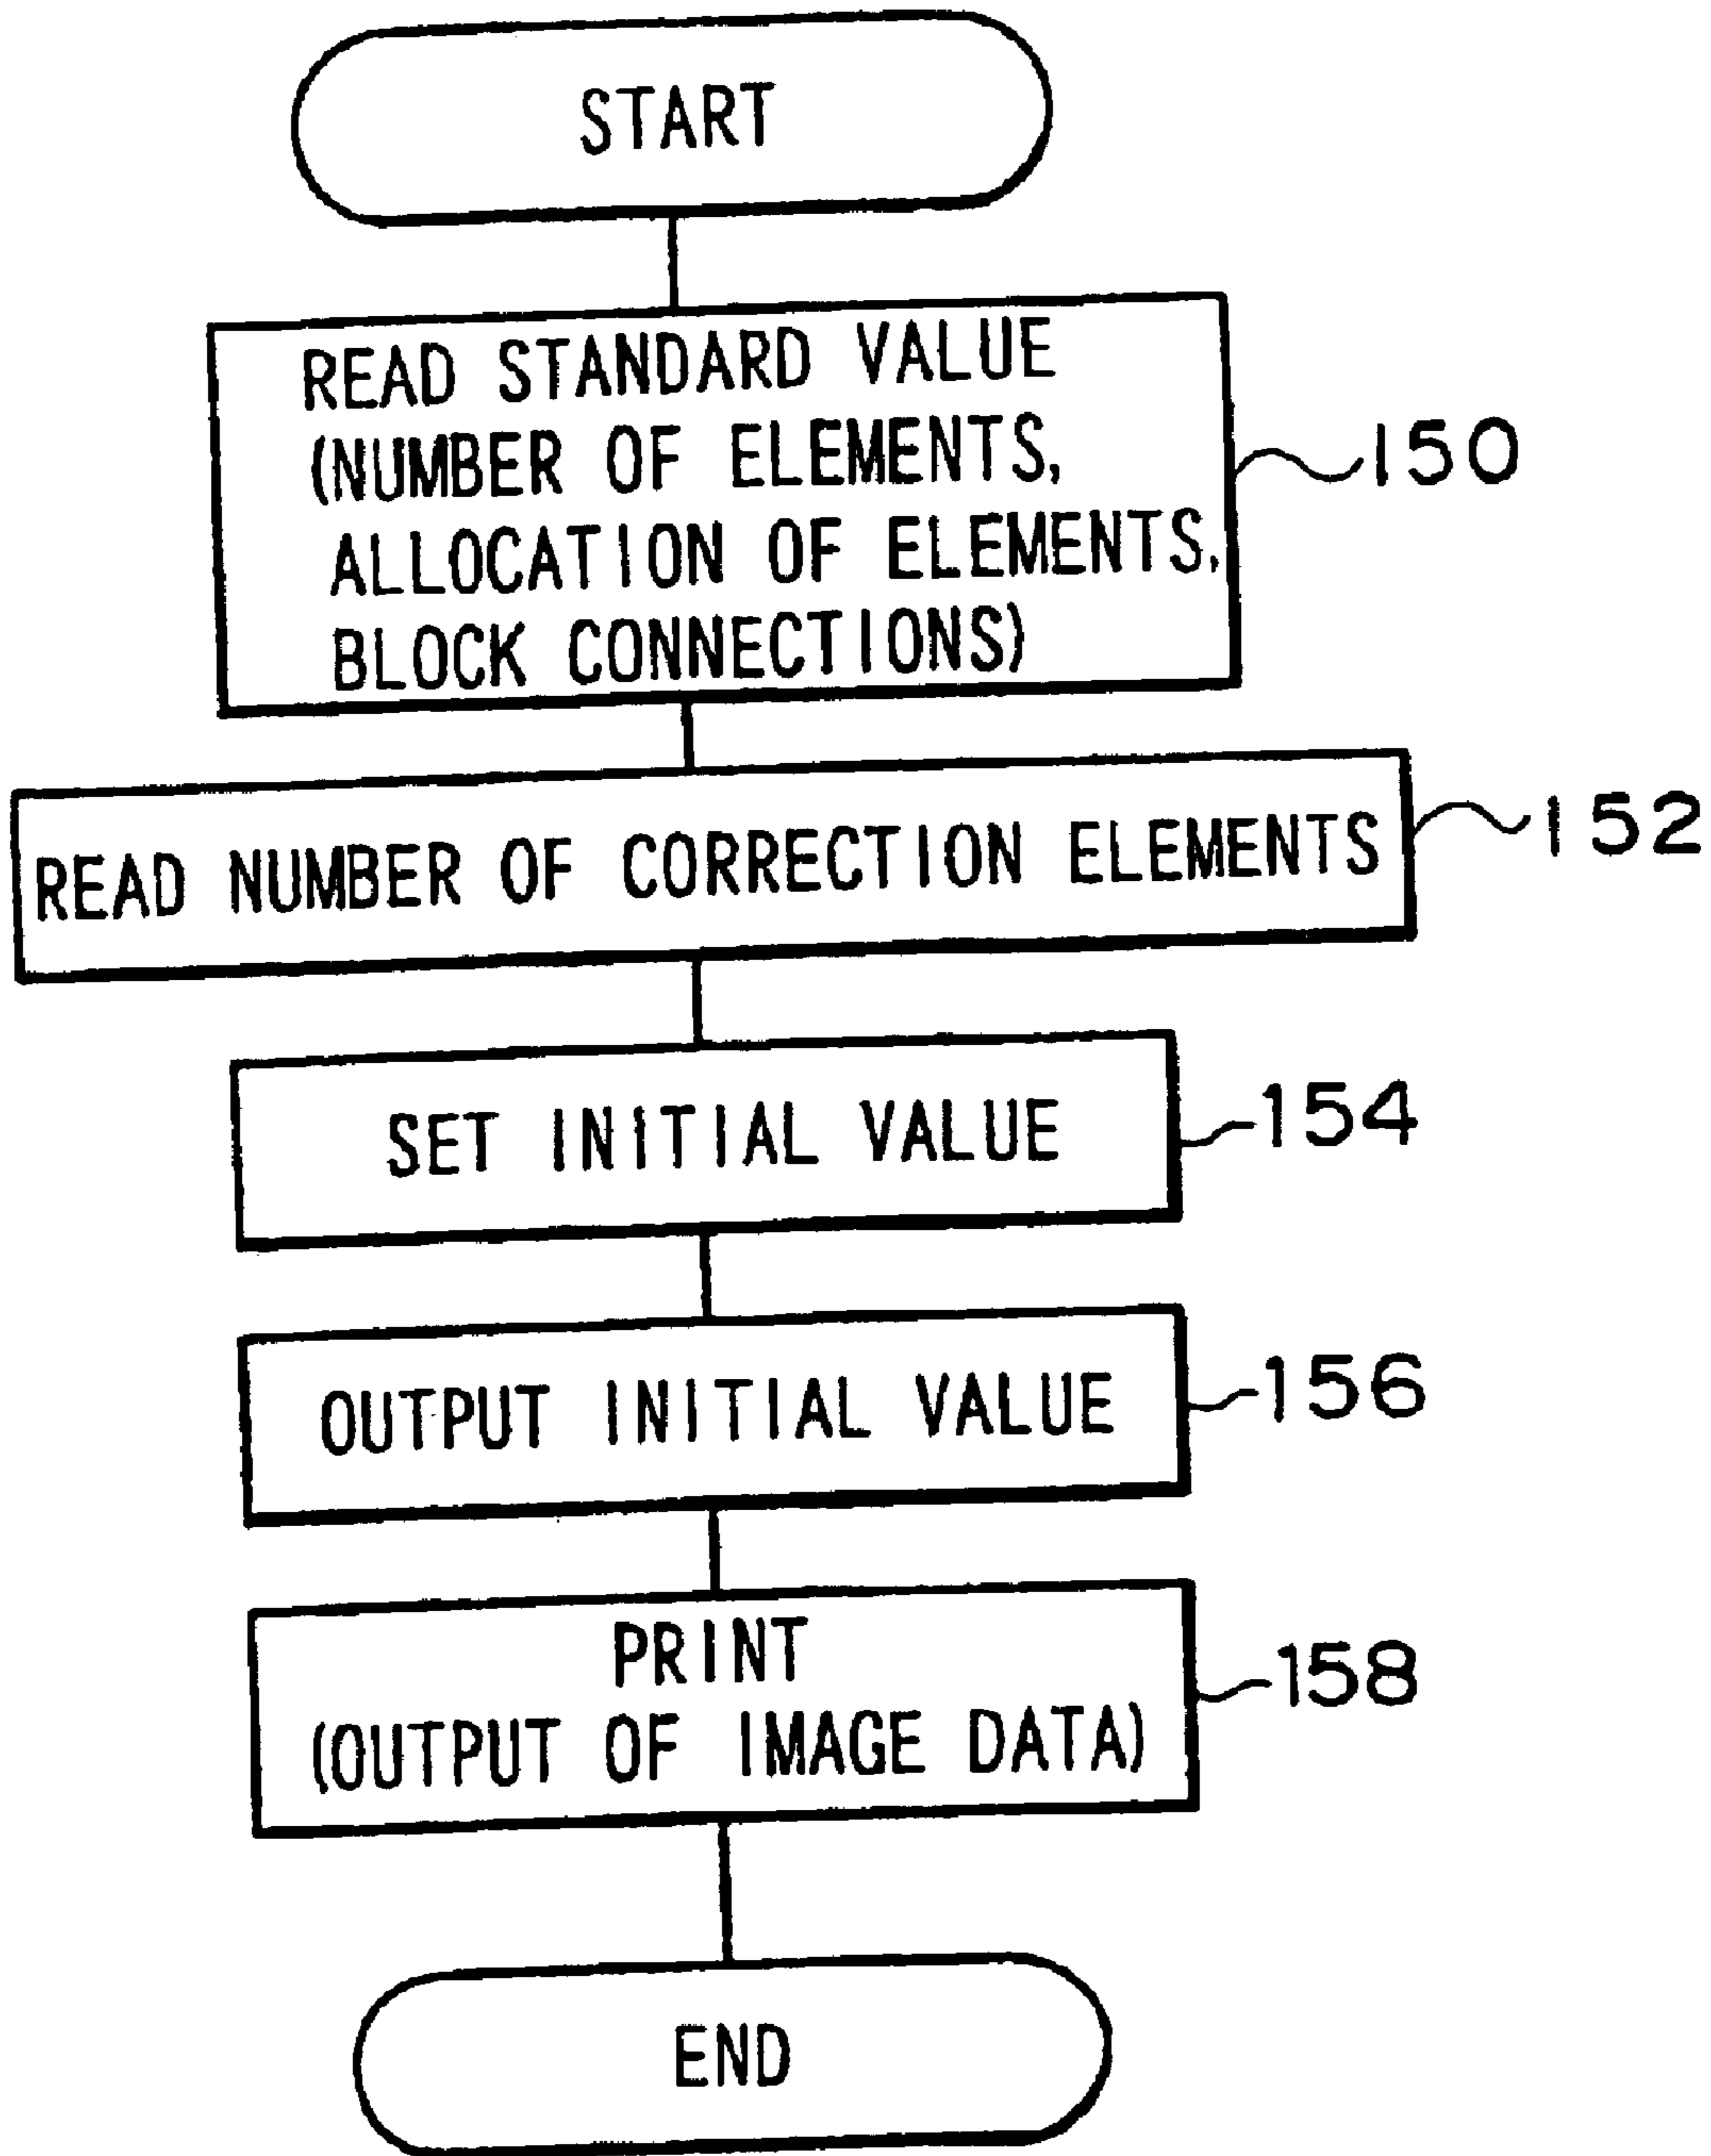 START
READ STANDARD VALUE
(NUMBER OF ELEMENTS,
ALLOCATION OF ELEMENTS,
BLOCK CONNECTIONS)
150
READ NUMBER OF CORRECTION ELEMENTS
152
SET INITIAL VALUE
154
OUTPUT INITIAL VALUE
156
PRINT
(OUTPUT OF IMAGE DATA)
158
END